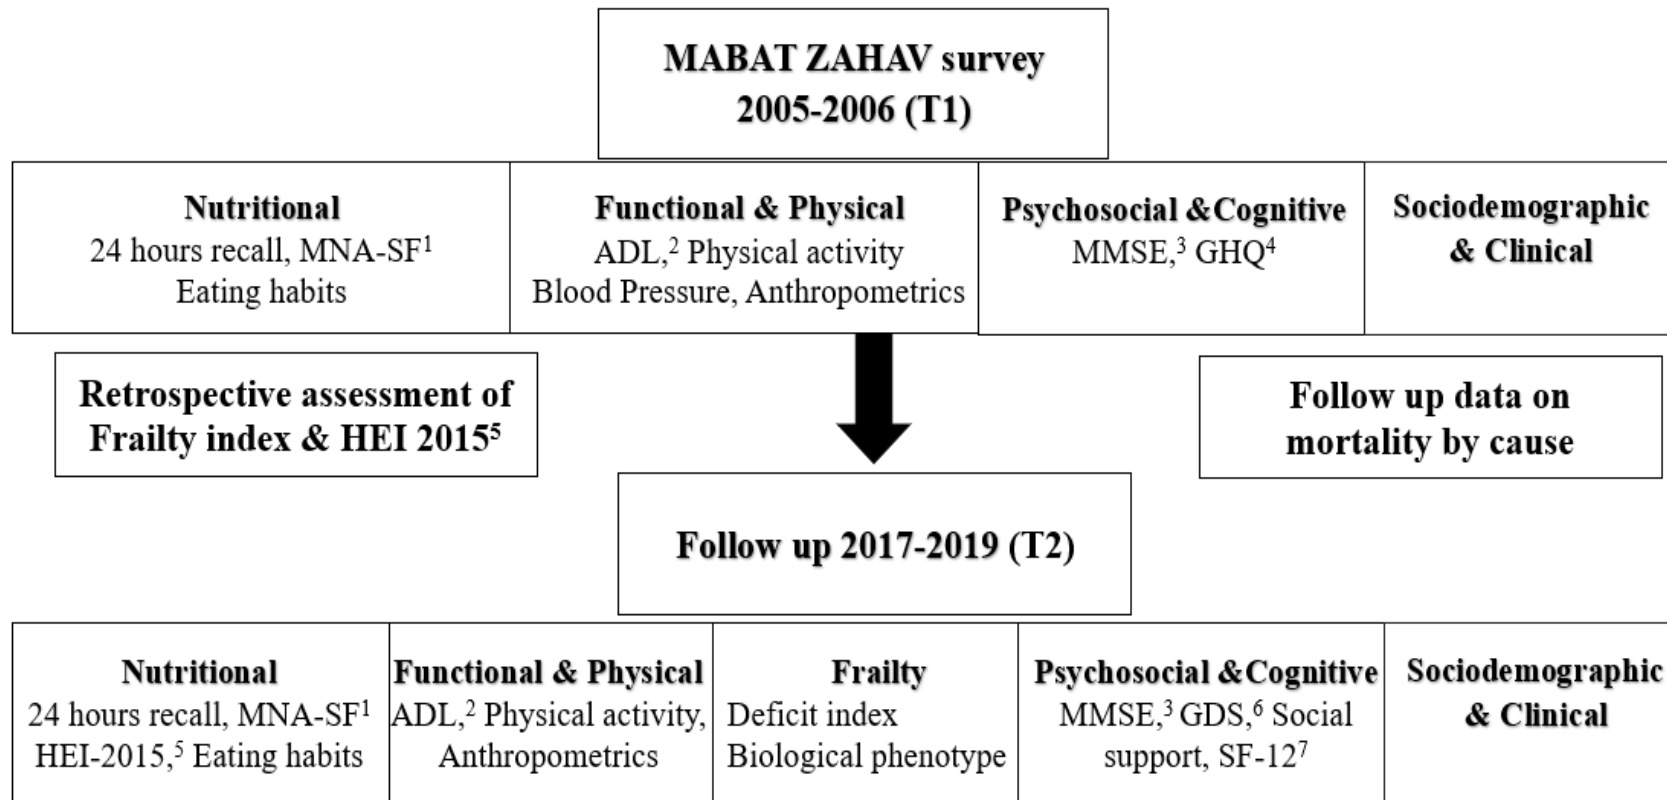 MABAT ZAHAV survey
2005-2006 (T1)
Nutritional
24 hours recall, MNA-SF¹
Eating habits
Functional & Physical
ADL,² Physical activity
Blood Pressure, Anthropometrics
Psychosocial &Cognitive
MMSE,³ GHQ⁴
Sociodemographic
& Clinical
Retrospective assessment of
Frailty index & HEI 2015⁵
Follow up data on
mortality by cause
Follow up 2017-2019 (T2)
Nutritional
24 hours recall, MNA-SF¹
HEI-2015,⁵ Eating habits
Functional & Physical
ADL,² Physical activity,
Anthropometrics
Frailty
Deficit index
Biological phenotype
Psychosocial &Cognitive
MMSE,³ GDS,⁶ Social
support, SF-12⁷
Sociodemographic
& Clinical